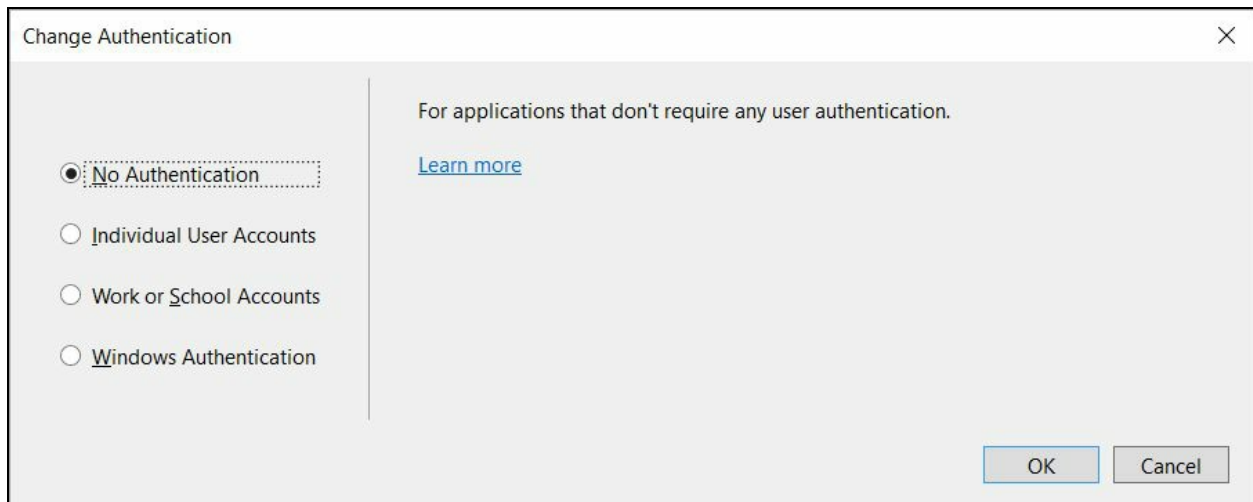 Change Authentication
For applications that don't require any user authentication.
Learn more
No Authentication
Individual User Accounts
Work or School Accounts
Windows Authentication
OK
Cancel